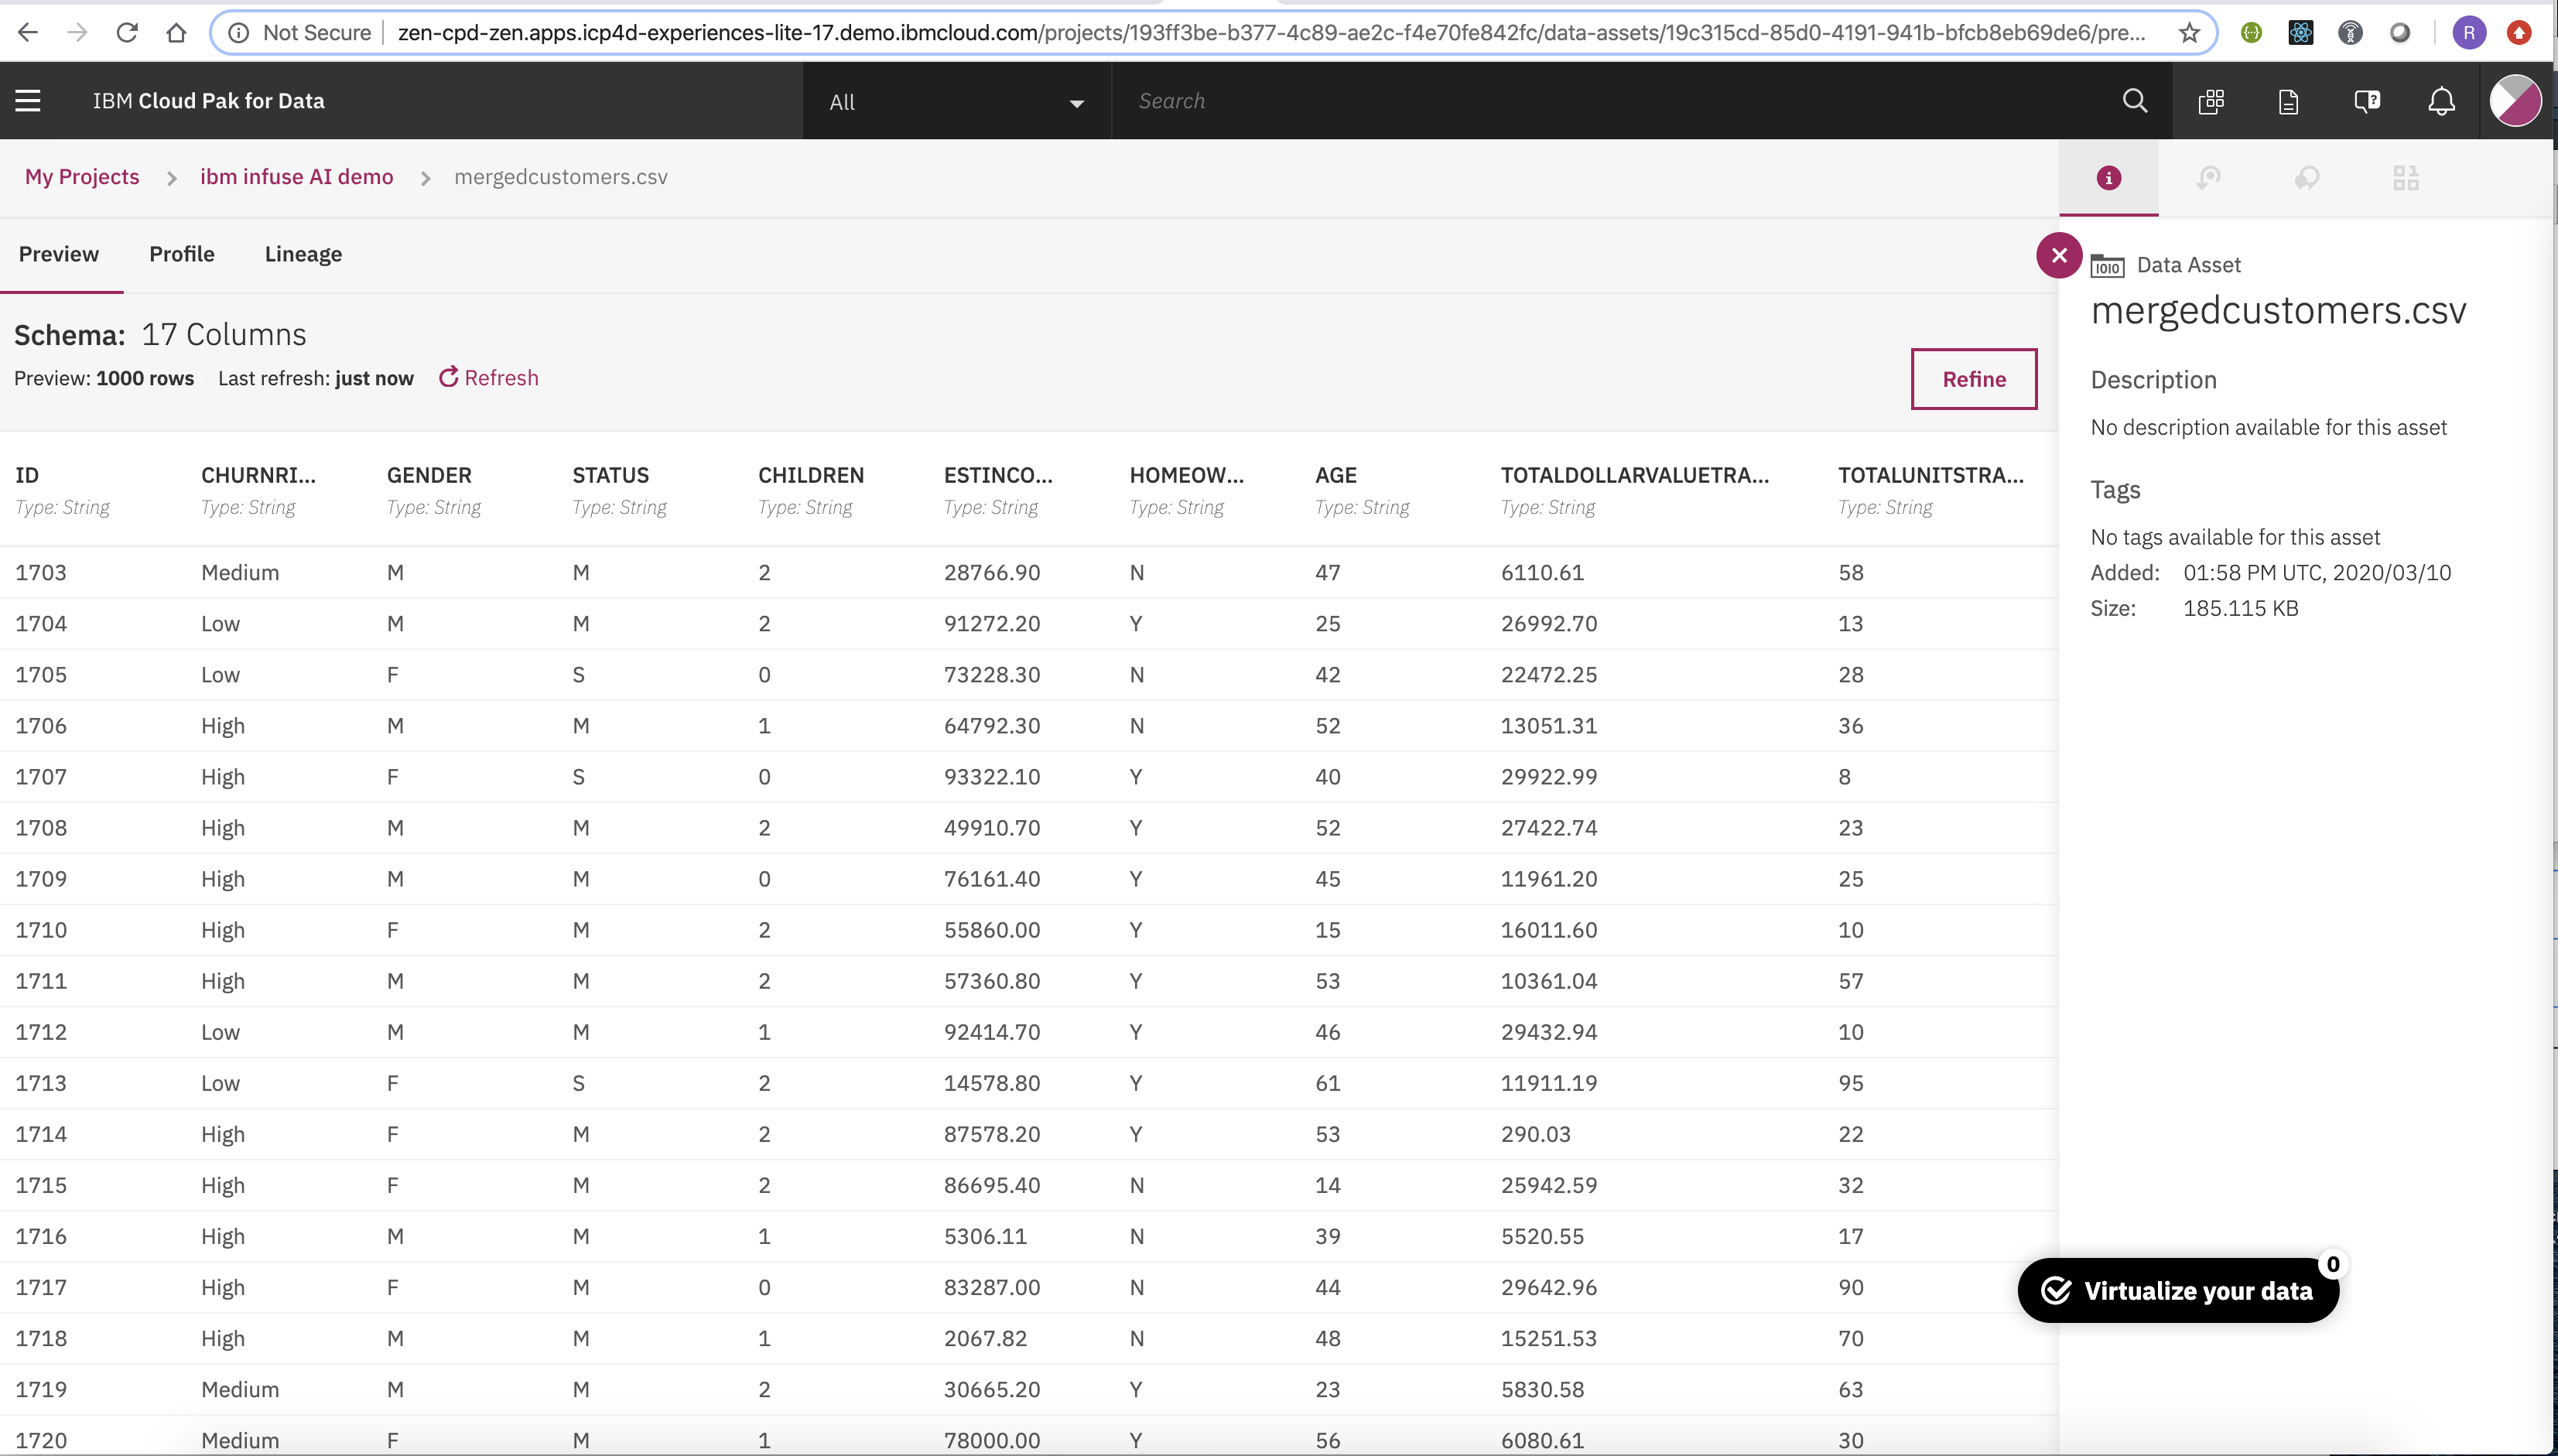 Not Secure zen-cpd-zen.apps.icp4d-experiences-lite-17.demo.ibmcloud.com/projects/193ff3be-b377-4c89-ae2c-f4e70fe842fc/data-assets/19c315cd-85d0-4191-941b-bfcb8eb69de6/pre... R
IBM Cloud Pak for Data All Search
My Projects > ibm infuse AI demo > mergedcustomers.csv
Preview Profile Lineage
Schema: 17 Columns
Preview: 1000 rows Last refresh: just now Refresh
Refine
ID CHURNRI... GENDER STATUS CHILDREN ESTINCO... HOMEOW... AGE TOTALDOLLARVALUETRA... TOTALUNITSTRA...
Type: String Type: String Type: String Type: String Type: String Type: String Type: String Type: String Type: String Type: String
1703 Medium M M 2 28766.90 N 47 6110.61 58
1704 Low M M 2 91272.20 Y 25 26992.70 13
1705 Low F S 0 73228.30 N 42 22472.25 28
1706 High M M 1 64792.30 N 52 13051.31 36
1707 High F S 0 93322.10 Y 40 29922.99 8
1708 High M M 2 49910.70 Y 52 27422.74 23
1709 High M M 0 76161.40 Y 45 11961.20 25
1710 High F M 2 55860.00 Y 15 16011.60 10
1711 High M M 2 57360.80 Y 53 10361.04 57
1712 Low M M 1 92414.70 Y 46 29432.94 10
1713 Low F S 2 14578.80 Y 61 11911.19 95
1714 High F M 2 87578.20 Y 53 290.03 22
1715 High F M 2 86695.40 N 14 25942.59 32
1716 High M M 1 5306.11 N 39 5520.55 17
1717 High F M 0 83287.00 N 44 29642.96 90
1718 High M M 1 2067.82 N 48 15251.53 70
1719 Medium M M 2 30665.20 Y 23 5830.58 63
1720 Medium F M 1 78000.00 Y 56 6080.61 30
Data Asset
mergedcustomers.csv
Description
No description available for this asset
Tags
No tags available for this asset
Added: 01:58 PM UTC, 2020/03/10
Size: 185.115 KB
0
Virtualize your data